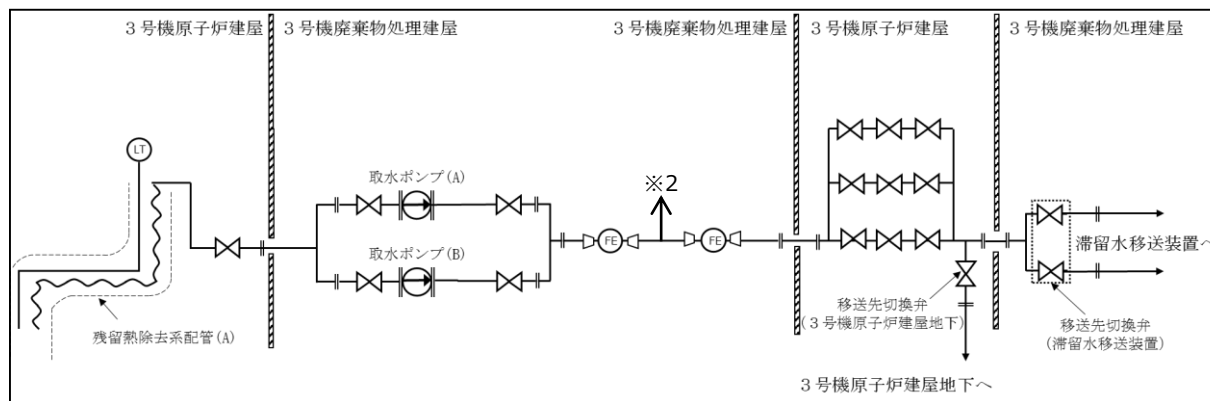 3号機原子炉建屋
3号機廃棄物処理建屋
3号機廃棄物処理建屋
3号機原子炉建屋
3号機廃棄物処理建屋
LT
取水ポンプ(A)
※2
取水ポンプ(B)
FE
FE
滞留水移送装置へ
移送先切換弁
(3号機原子炉建屋地下)
移送先切換弁
(滞留水移送装置)
残留熱除去系配管(A)
3号機原子炉建屋地下へ